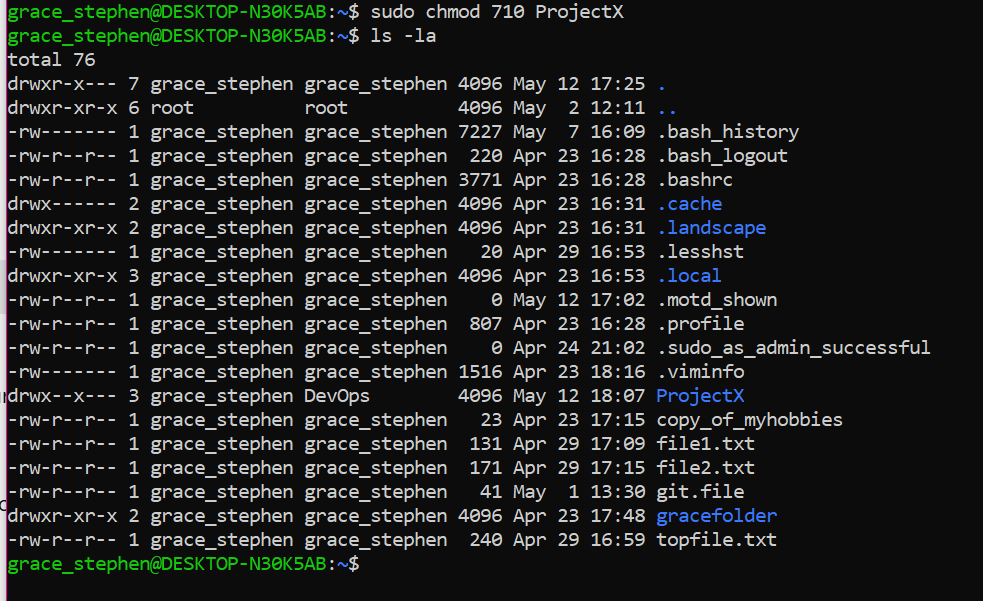 grace_stephen@DESKTOP-N30K5AB:~$ sudo chmod 710 ProjectX
grace_stephen@DESKTOP-N30K5AB:~$ ls -la
total 76
drwxr-x--- 7 grace_stephen grace_stephen 4096 May 12 17:25 .
drwxr-xr-x 6 root          root          4096 May  2 12:11 ..
-rw------- 1 grace_stephen grace_stephen 7227 May  7 16:09 .bash_history
-rw-r--r-- 1 grace_stephen grace_stephen  220 Apr 23 16:28 .bash_logout
-rw-r--r-- 1 grace_stephen grace_stephen 3771 Apr 23 16:28 .bashrc
drwx------ 2 grace_stephen grace_stephen 4096 Apr 23 16:31 .cache
drwxr-xr-x 2 grace_stephen grace_stephen 4096 Apr 23 16:31 .landscape
-rw------- 1 grace_stephen grace_stephen   20 Apr 29 16:53 .lesshst
drwxr-xr-x 3 grace_stephen grace_stephen 4096 Apr 23 16:53 .local
-rw-r--r-- 1 grace_stephen grace_stephen    0 May 12 17:02 .motd_shown
-rw-r--r-- 1 grace_stephen grace_stephen  807 Apr 23 16:28 .profile
-rw-r--r-- 1 grace_stephen grace_stephen    0 Apr 24 21:02 .sudo_as_admin_successful
-rw------- 1 grace_stephen grace_stephen 1516 Apr 23 18:16 .viminfo
drwx--x--- 3 grace_stephen DevOps        4096 May 12 18:07 ProjectX
-rw-r--r-- 1 grace_stephen grace_stephen   23 Apr 23 17:15 copy_of_myhobbies
-rw-r--r-- 1 grace_stephen grace_stephen  131 Apr 29 17:09 file1.txt
-rw-r--r-- 1 grace_stephen grace_stephen  171 Apr 29 17:15 file2.txt
-rw-r--r-- 1 grace_stephen grace_stephen   41 May  1 13:30 git.file
drwxr-xr-x 2 grace_stephen grace_stephen 4096 Apr 23 17:48 gracefolder
-rw-r--r-- 1 grace_stephen grace_stephen  240 Apr 29 16:59 topfile.txt
grace_stephen@DESKTOP-N30K5AB:~$